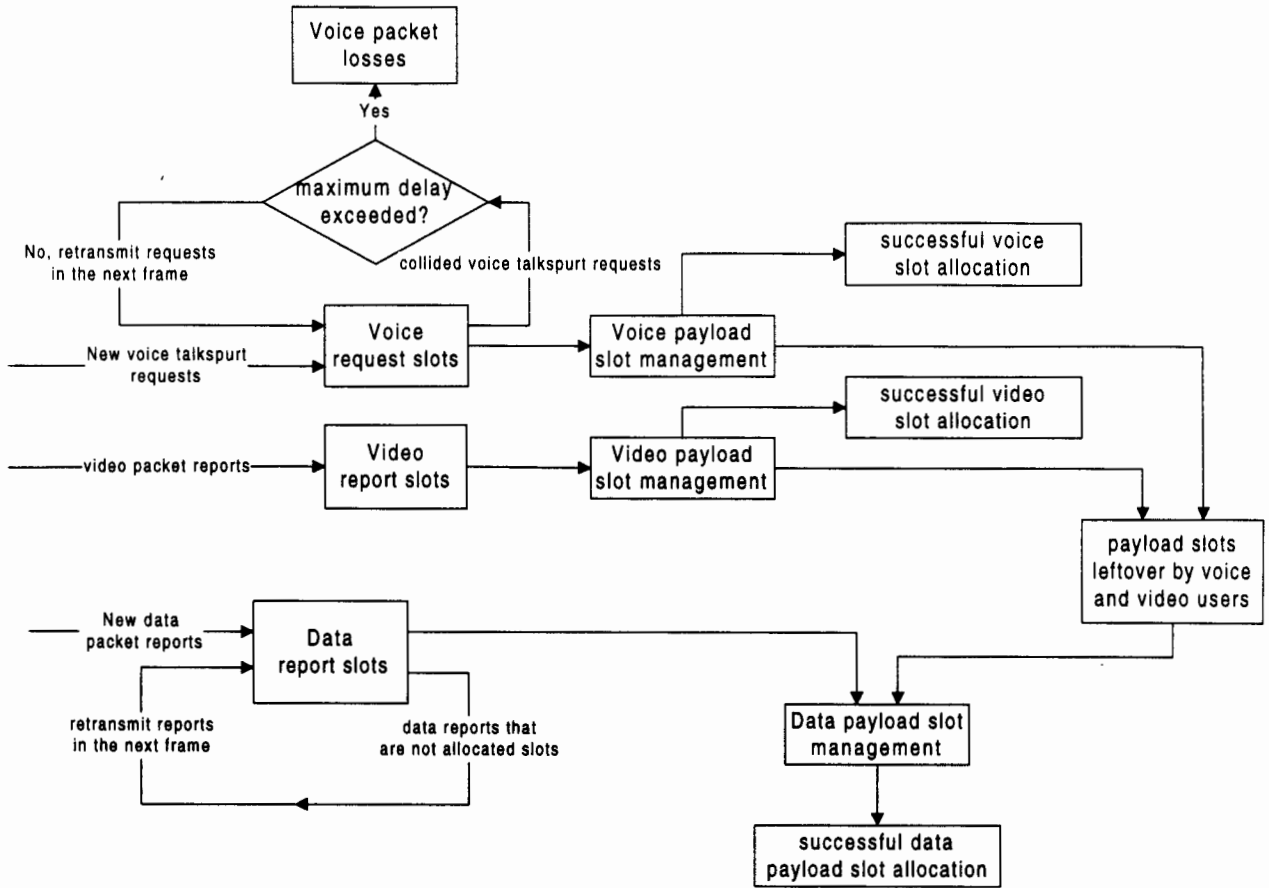 Voice packet
losses
Yes
maximum delay
exceeded?
No, retransmit requests
in the next frame
collided voice talkspurt requests
successful voice
slot allocation
Voice
request slots
Voice payload
slot management
New voice talkspurt
requests
successful video
slot allocation
video packet reports
Video
report slots
Video payload
slot management
payload slots
leftover by voice
and video users
New data
packet reports
Data
report slots
retransmit reports
in the next frame
data reports that
are not allocated slots
Data payload slot
management
successful data
payload slot allocation